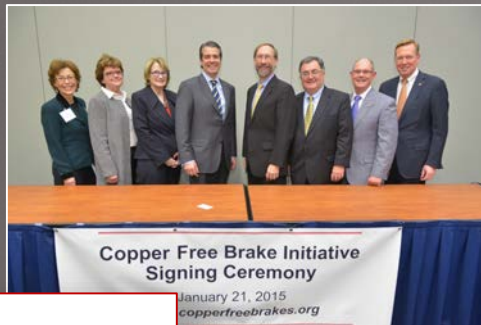 Copper Free Brake Initiative
Signing Ceremony
January 21, 2015
copperfreebrakes.org